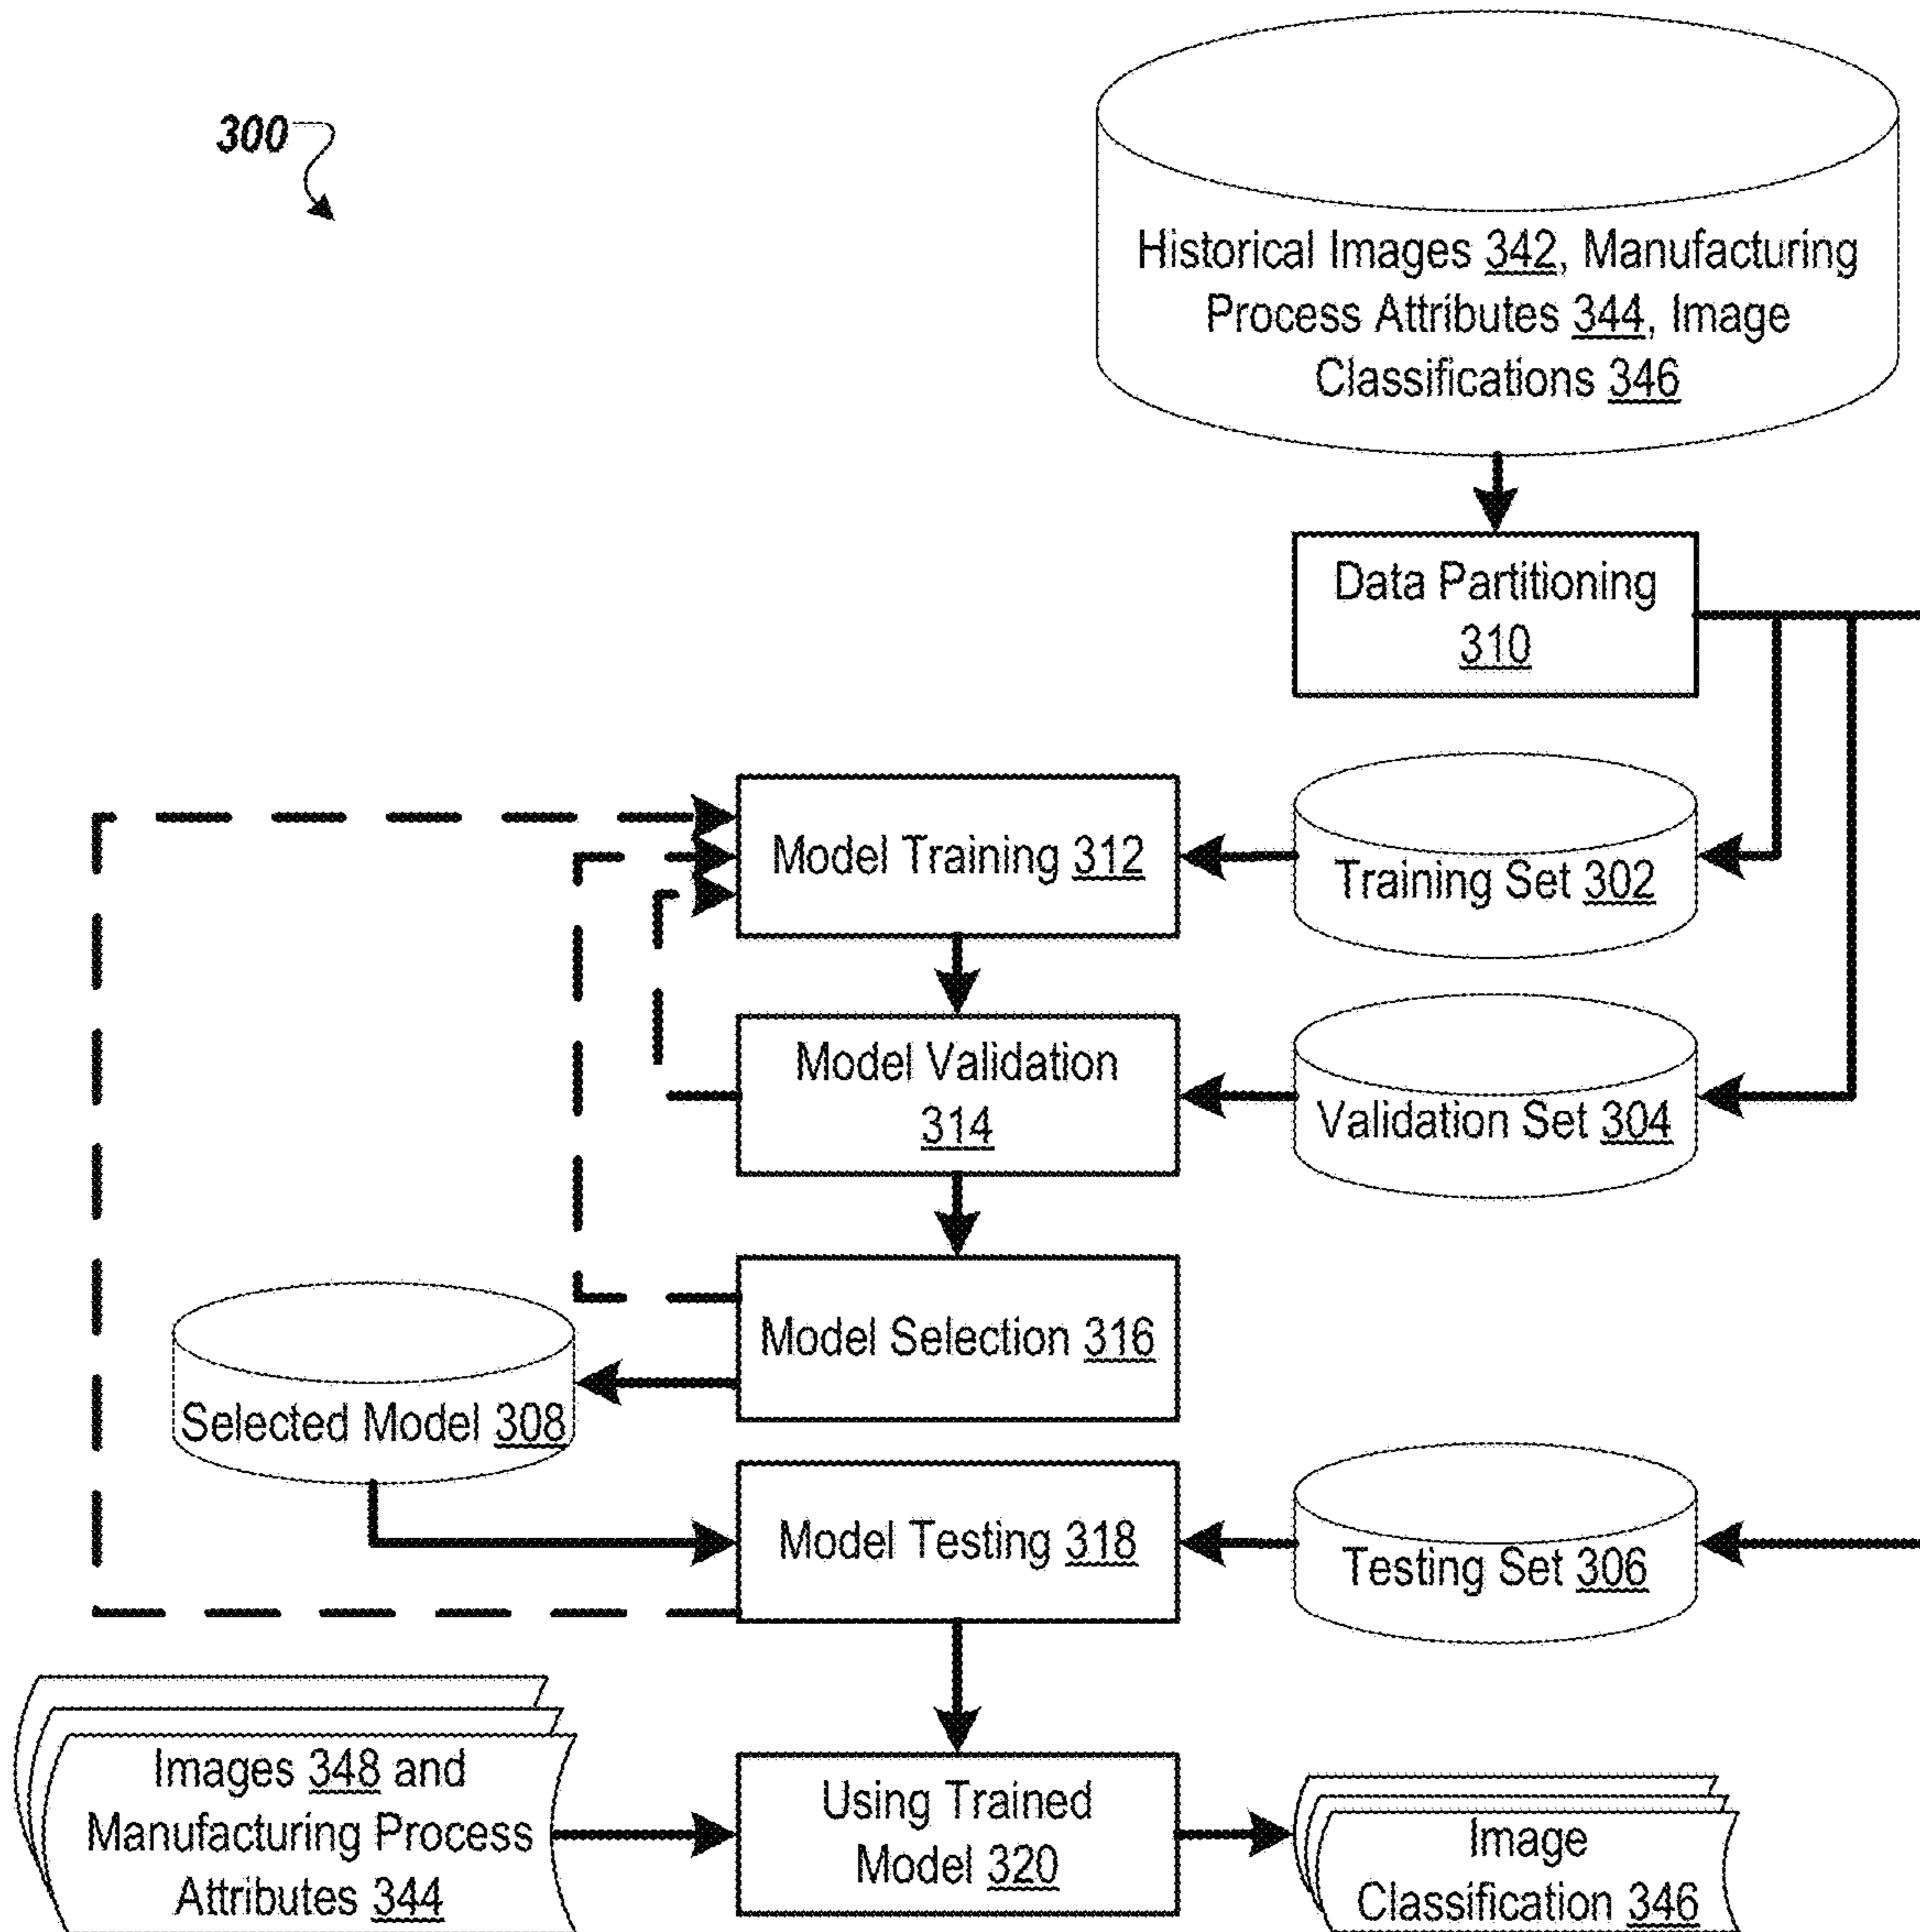 300
Historical Images 342, Manufacturing
Process Attributes 344, Image
Classifications 346
Data Partitioning
310
Model Training 312
Training Set 302
Model Validation
314
Validation Set 304
Model Selection 316
Selected Model 308
Model Testing 318
Testing Set 306
Images 348 and
Manufacturing Process
Attributes 344
Using Trained
Model 320
Image
Classification 346